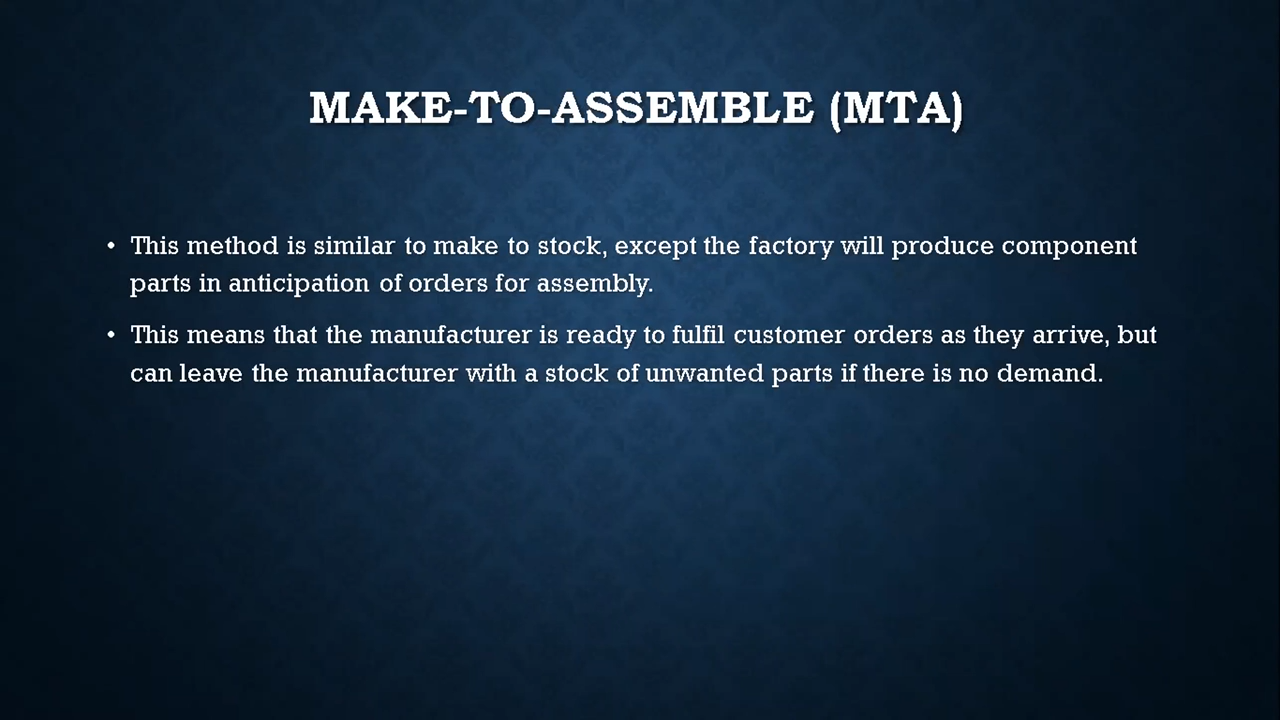 MAKE-TO-ASSEMBLE (MTA)
• This method is similar to make to stock, except the factory will produce component
parts in anticipation of orders for assembly.
• This means that the manufacturer is ready to fulfil customer orders as they arrive, but
can leave the manufacturer with a stock of unwanted parts if there is no demand.